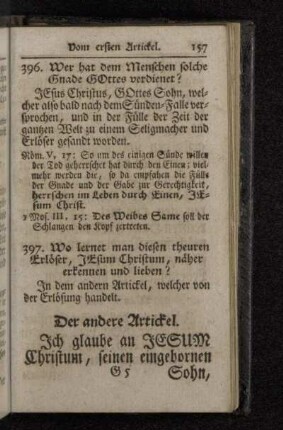 Vom ersten Artickel. 157
396. Wer hat dem Menschen solche
Gnade GOttes verdienet?
JEsus Christus, GOttes Sohn, wel-
cher also bald nach dem Sünden-Falle ver-
sprochen, und in der Fülle der Zeit der
gantzen Welt zu einem Seligmacher und
Erlöser gesandt worden.
Röm. V, 17: So um des einigen Sünde willen
der Tod geherrschet hat durch den Einen: viel-
mehr werden die, so da empfahen die Fülle
der Gnade und der Gabe zur Gerechtigkeit,
herrschen im Leben durch Einen, JE-
sum Christ.
1 Mos. III. 15: Des Weibes Same soll der
Schlangen den Kopf zertreten.
397. Wo lernet man diesen theuren
Erlöser, JEsum Christum, näher
erkennen und lieben?
In dem andern Artickel, welcher von
der Erlösung handelt.
Der andere Artickel.
Ich glaube an JESUM
Christum, seinen eingebornen
G 5 Sohn,